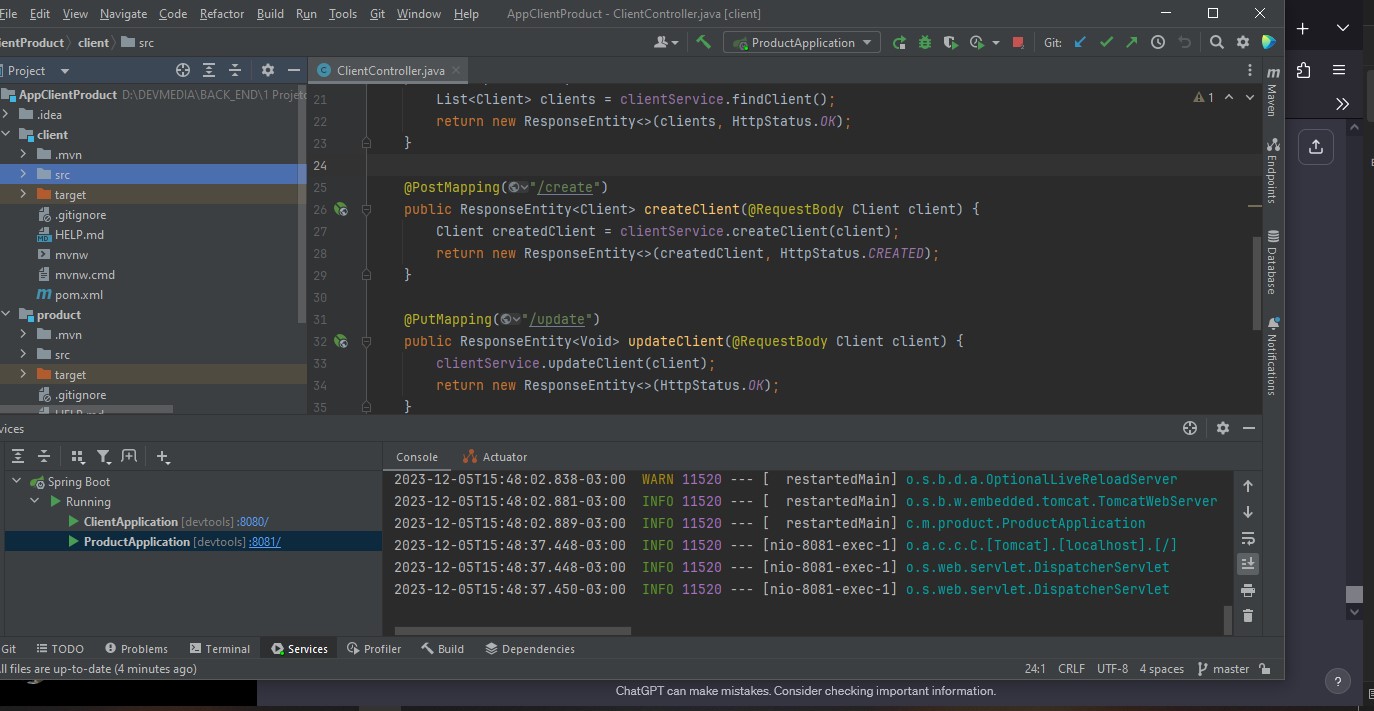 File Edit View Navigate Code Refactor Build Run Tools Git Window Help AppClientProduct - ClientController.java [client]
entProduct client src ProductApplication Git:
Project ClientController.java
AppClientProduct D:\DEVMEDIA\BACK_END\1 Projeto
.idea
client
.mvn
src
target
.gitignore
HELP.md
mvnw
mvnw.cmd
pom.xml
product
.mvn
src
target
.gitignore
HELP.md
21 List<Client> clients = clientService.findClient();
22 return new ResponseEntity<>(clients, HttpStatus.OK);
23 }
24
25 @PostMapping("/create")
26 public ResponseEntity<Client> createClient(@RequestBody Client client) {
27 Client createdClient = clientService.createClient(client);
28 return new ResponseEntity<>(createdClient, HttpStatus.CREATED);
29 }
30
31 @PutMapping("/update")
32 public ResponseEntity<Void> updateClient(@RequestBody Client client) {
33 clientService.updateClient(client);
34 return new ResponseEntity<>(HttpStatus.OK);
35 }
1
m
Maven
Endpoints
Database
Notifications
vices
Spring Boot
Running
ClientApplication [devtools] :8080/
ProductApplication [devtools] :8081/
Console Actuator
2023-12-05T15:48:02.838-03:00 WARN 11520 --- [ restartedMain] o.s.b.d.a.OptionalLiveReloadServer
2023-12-05T15:48:02.881-03:00 INFO 11520 --- [ restartedMain] o.s.b.w.embedded.tomcat.TomcatWebServer
2023-12-05T15:48:02.889-03:00 INFO 11520 --- [ restartedMain] c.m.product.ProductApplication
2023-12-05T15:48:37.448-03:00 INFO 11520 --- [nio-8081-exec-1] o.a.c.c.C.[Tomcat].[localhost].[/]
2023-12-05T15:48:37.448-03:00 INFO 11520 --- [nio-8081-exec-1] o.s.web.servlet.DispatcherServlet
2023-12-05T15:48:37.450-03:00 INFO 11520 --- [nio-8081-exec-1] o.s.web.servlet.DispatcherServlet
Git TODO Problems Terminal Services Profiler Build Dependencies
ll files are up-to-date (4 minutes ago) 24:1 CRLF UTF-8 4 spaces master
ChatGPT can make mistakes. Consider checking important information.
?